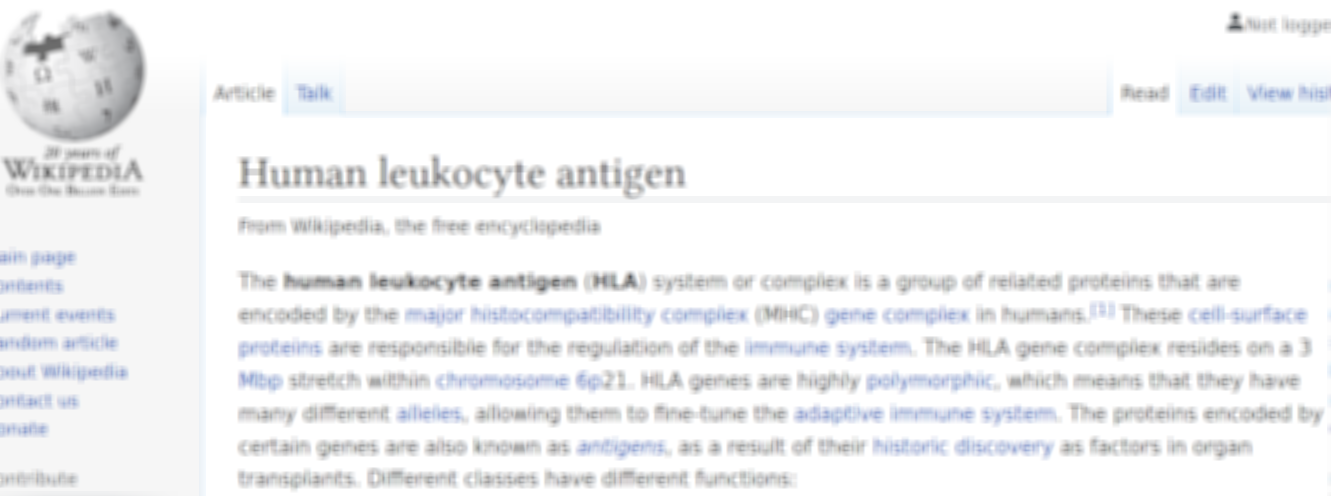 Not logge
Article Talk Read Edit View hist
20 years of
WIKIPEDIA
Over One Billion Edits
Human leukocyte antigen
From Wikipedia, the free encyclopedia
ain page
ontents
urrent events
andom article
bout Wikipedia
ontact us
onate
ontribute
The human leukocyte antigen (HLA) system or complex is a group of related proteins that are
encoded by the major histocompatibility complex (MHC) gene complex in humans.[1] These cell-surface
proteins are responsible for the regulation of the immune system. The HLA gene complex resides on a 3
Mbp stretch within chromosome 6p21. HLA genes are highly polymorphic, which means that they have
many different alleles, allowing them to fine-tune the adaptive immune system. The proteins encoded by
certain genes are also known as antigens, as a result of their historic discovery as factors in organ
transplants. Different classes have different functions: